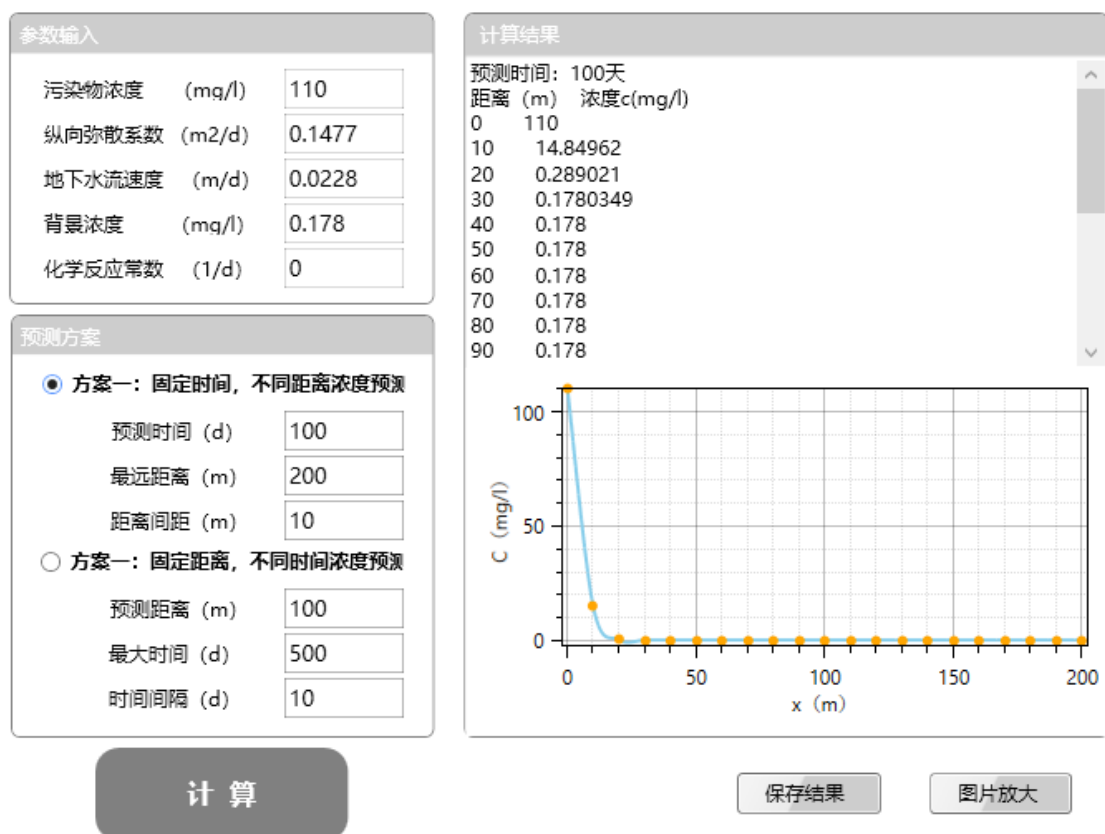 参数输入
污染物浓度 (mg/l) 110
纵向弥散系数 (m2/d) 0.1477
地下水流速度 (m/d) 0.0228
背景浓度 (mg/l) 0.178
化学反应常数 (1/d) 0
预测方案
方案一：固定时间，不同距离浓度预测
预测时间（d） 100
最远距离（m） 200
距离间距（m） 10
方案一：固定距离，不同时间浓度预测
预测距离（m） 100
最大时间（d） 500
时间间隔（d） 10
计 算
计算结果
预测时间：100天
距离（m） 浓度c(mg/l)
0 110
10 14.84962
20 0.289021
30 0.1780349
40 0.178
50 0.178
60 0.178
70 0.178
80 0.178
90 0.178
C（mg/l）
100
50
0
0 50 100 150 200
x（m）
保存结果 图片放大